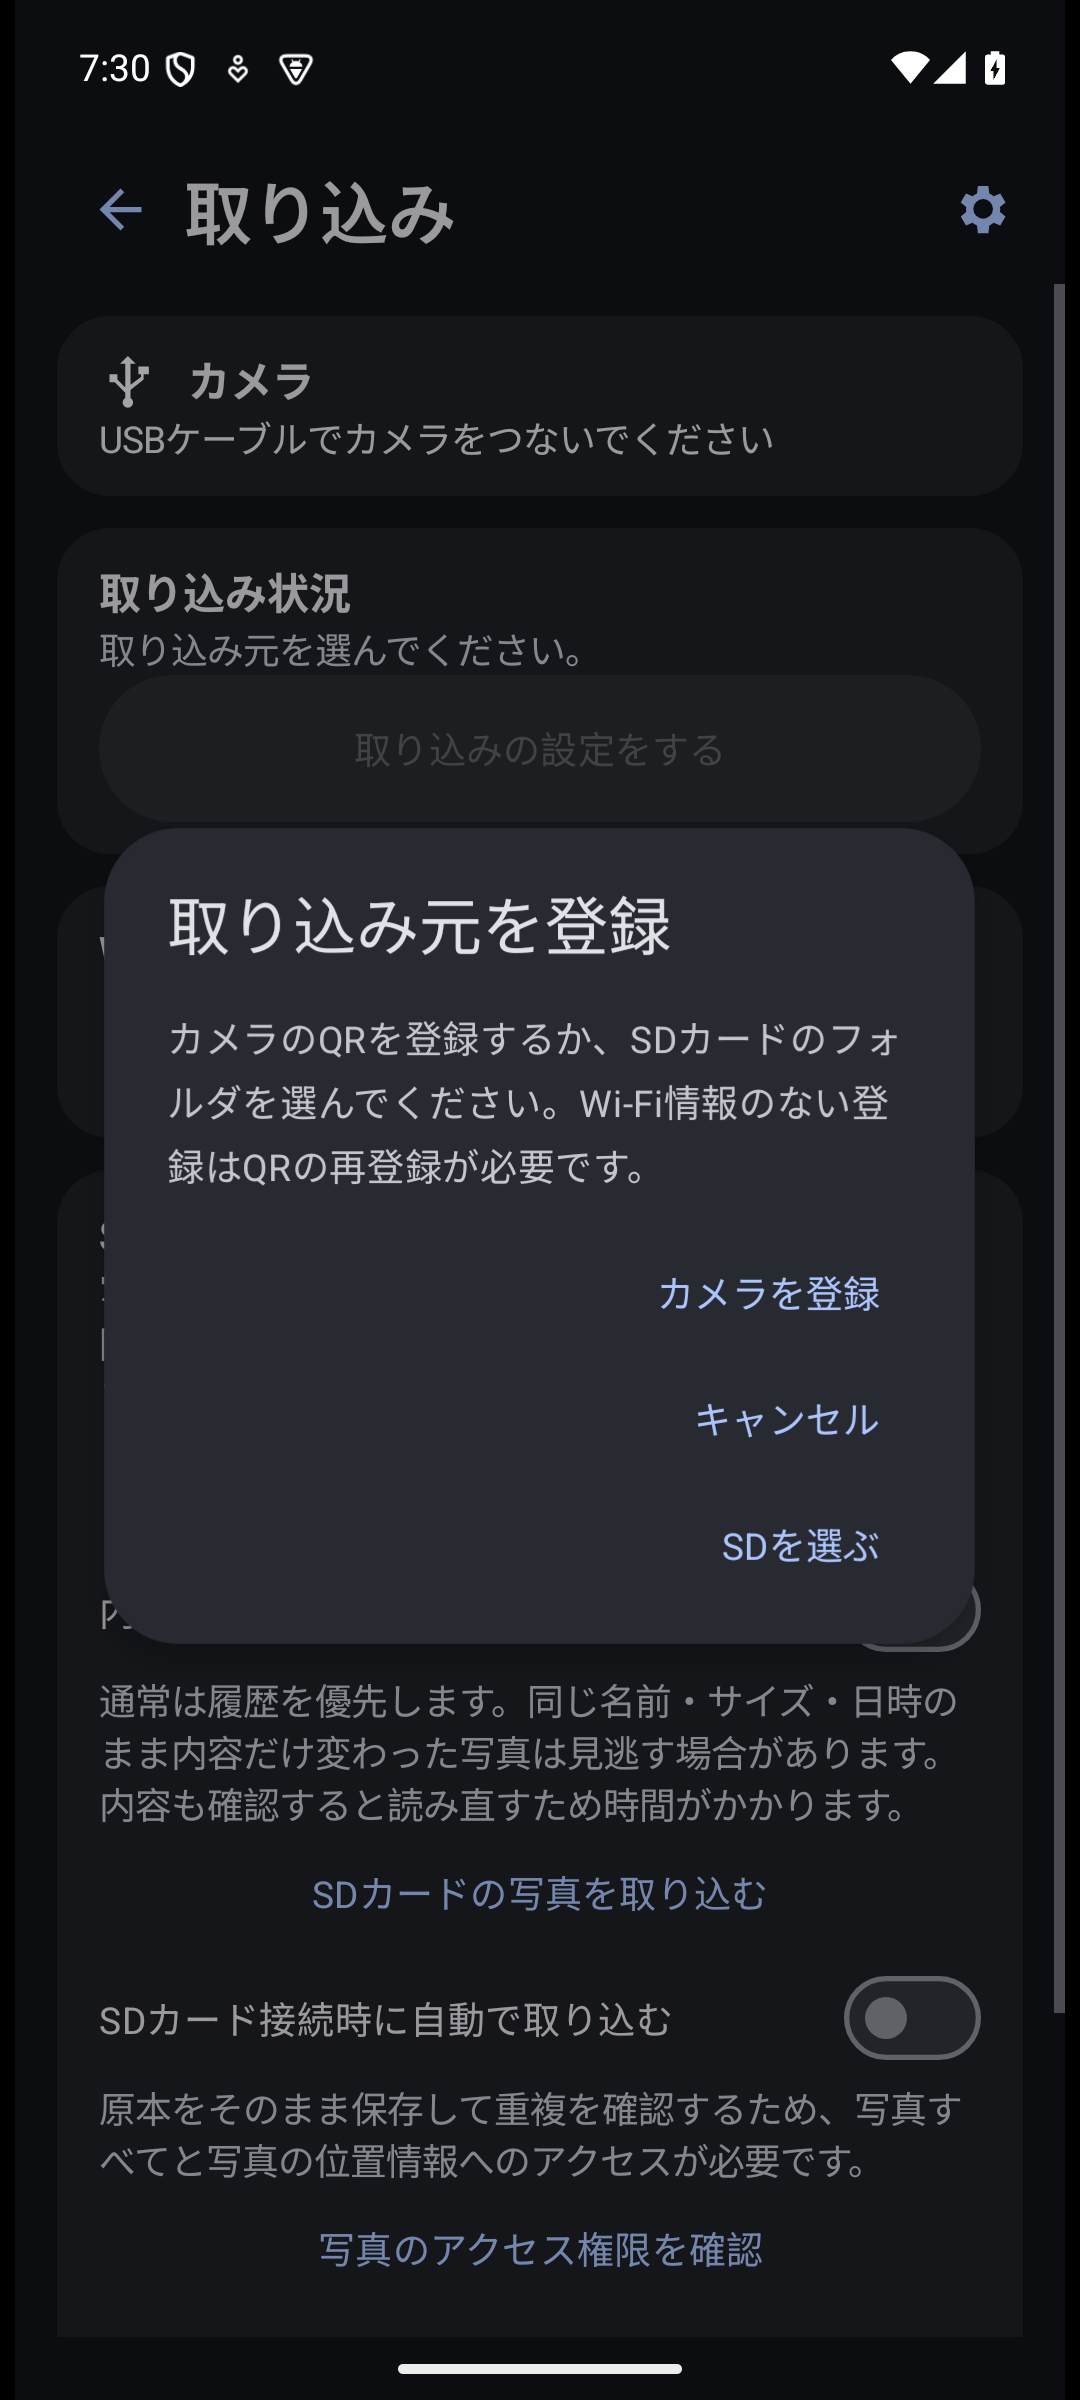 7:30
取り込み
カメラ
USBケーブルでカメラをつないでください
取り込み状況
取り込み元を選んでください。
取り込みの設定をする
取り込み元を登録
カメラのQRを登録するか、SDカードのフォ
ルダを選んでください。Wi-Fi情報のない登
録はQRの再登録が必要です。
カメラを登録
キャンセル
SDを選ぶ
通常は履歴を優先します。同じ名前・サイズ・日時の
まま内容だけ変わった写真は見逃す場合があります。
内容も確認すると読み直すため時間がかかります。
SDカードの写真を取り込む
SDカード接続時に自動で取り込む
原本をそのまま保存して重複を確認するため、写真す
べてと写真の位置情報へのアクセスが必要です。
写真のアクセス権限を確認